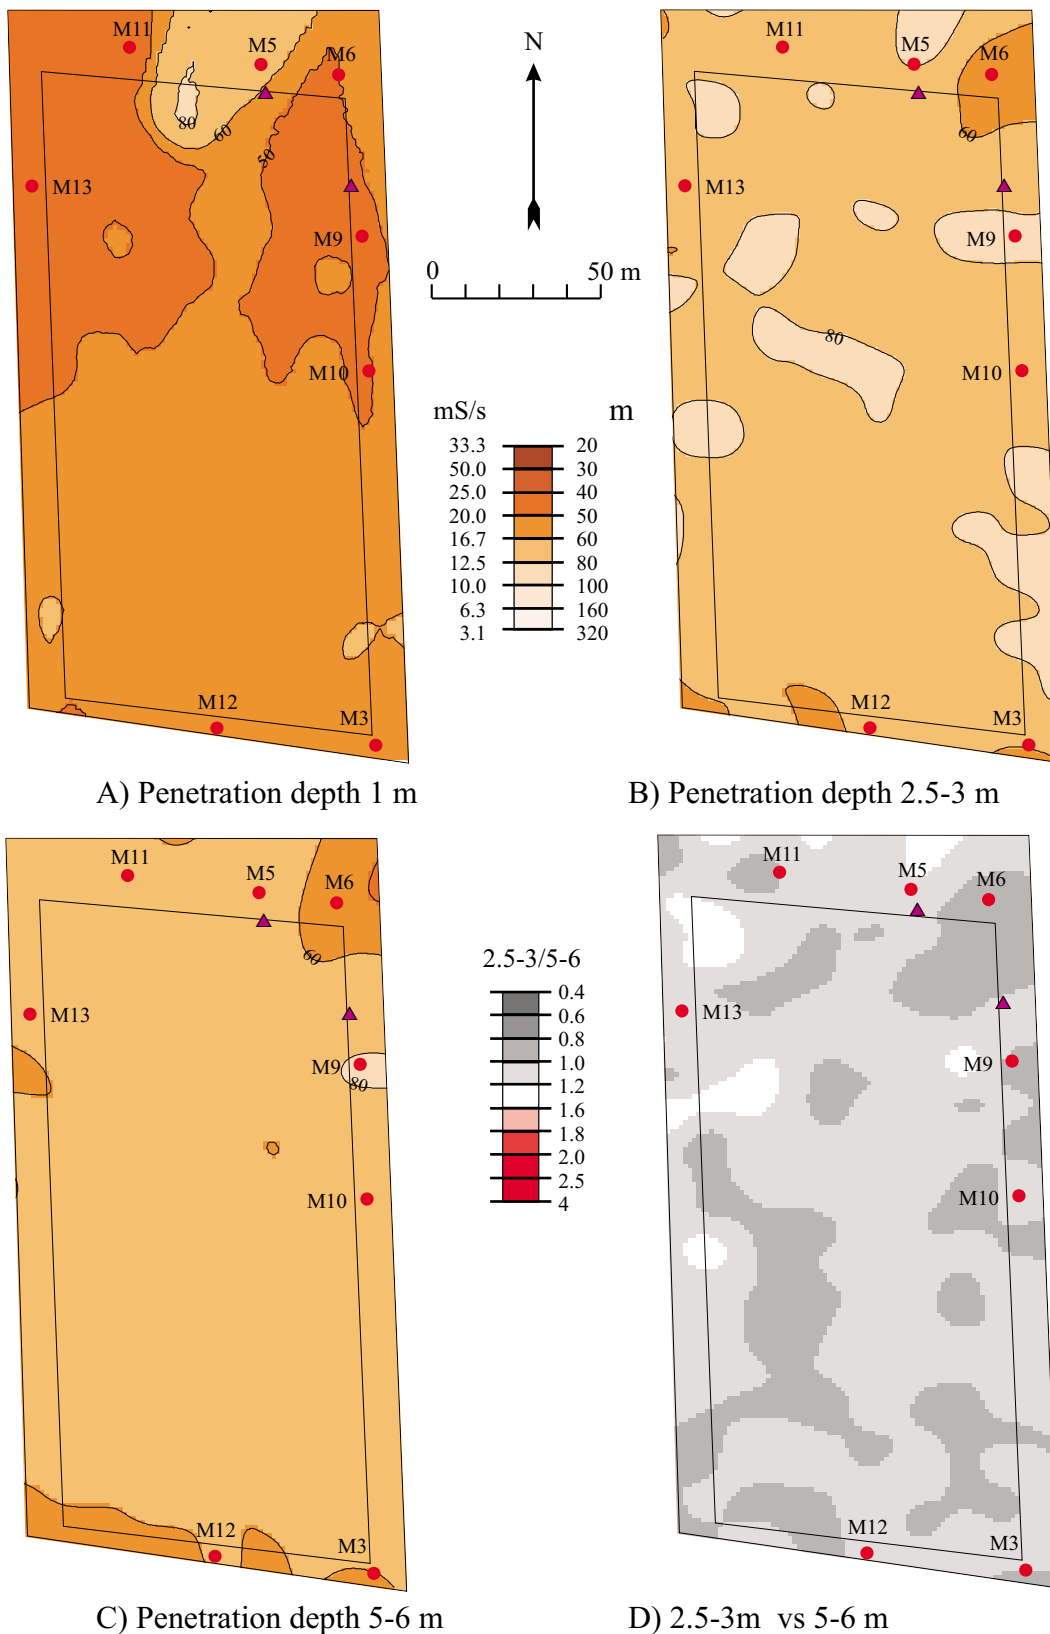 M11
M5
M6
80
60
50
M13
M9
M10
M12
M3
A) Penetration depth 1 m
N
0 50 m
mS/s m
33.3 20
50.0 30
25.0 40
20.0 50
16.7 60
12.5 80
10.0 100
6.3 160
3.1 320
M11
M5
M6
60
M13
M9
80
M10
M12
M3
B) Penetration depth 2.5-3 m
M11
M5
M6
60
M13
M9
80
M10
M12
M3
C) Penetration depth 5-6 m
2.5-3/5-6
0.4
0.6
0.8
1.0
1.2
1.6
1.8
2.0
2.5
4
M11
M5
M6
M13
M9
M10
M12
M3
D) 2.5-3m vs 5-6 m